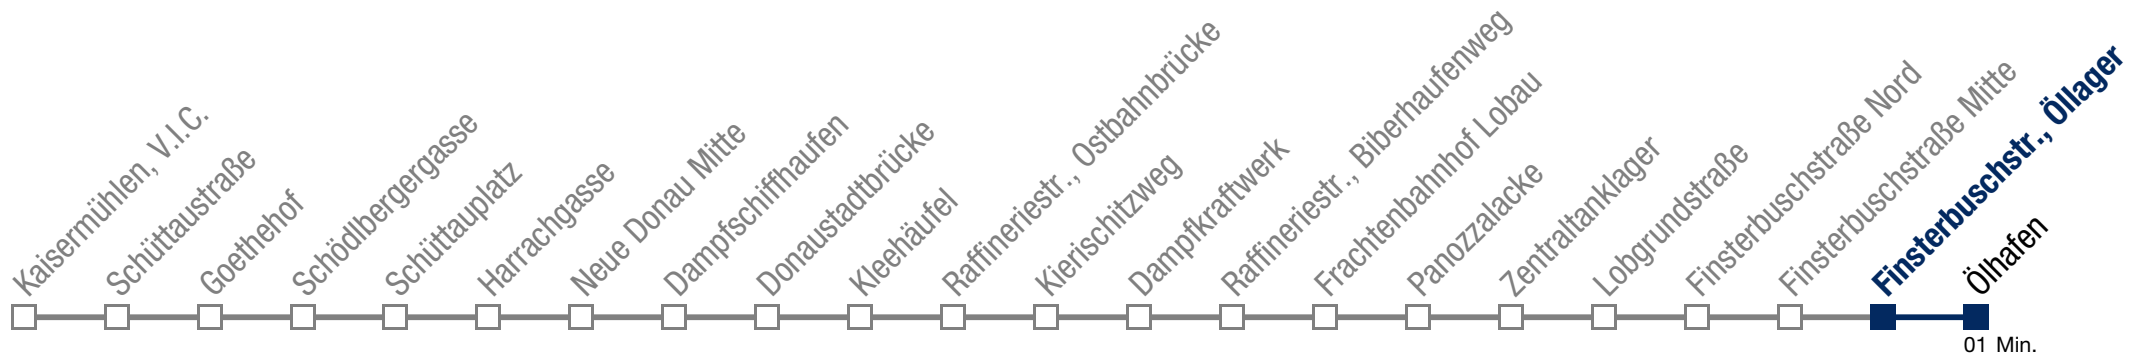 Kaisermühlen, V.I.C.
Schüttaustraße
Goethehof
Schödlbergergasse
Schüttauplatz
Harrachgasse
Neue Donau Mitte
Dampfschiffhaufen
Donaustadtbrücke
Kleehäufel
Raffineriestr., Ostbahnbrücke
Kierischitzweg
Dampfkraftwerk
Raffineriestr., Biberhaufenweg
Frachtenbahnhof Lobau
Panozzalacke
Zentraltanklager
Lobgrundstraße
Finsterbuschstraße Nord
Finsterbuschstraße Mitte
Finsterbuschstr., Öllager
Ölhafen
01 Min.